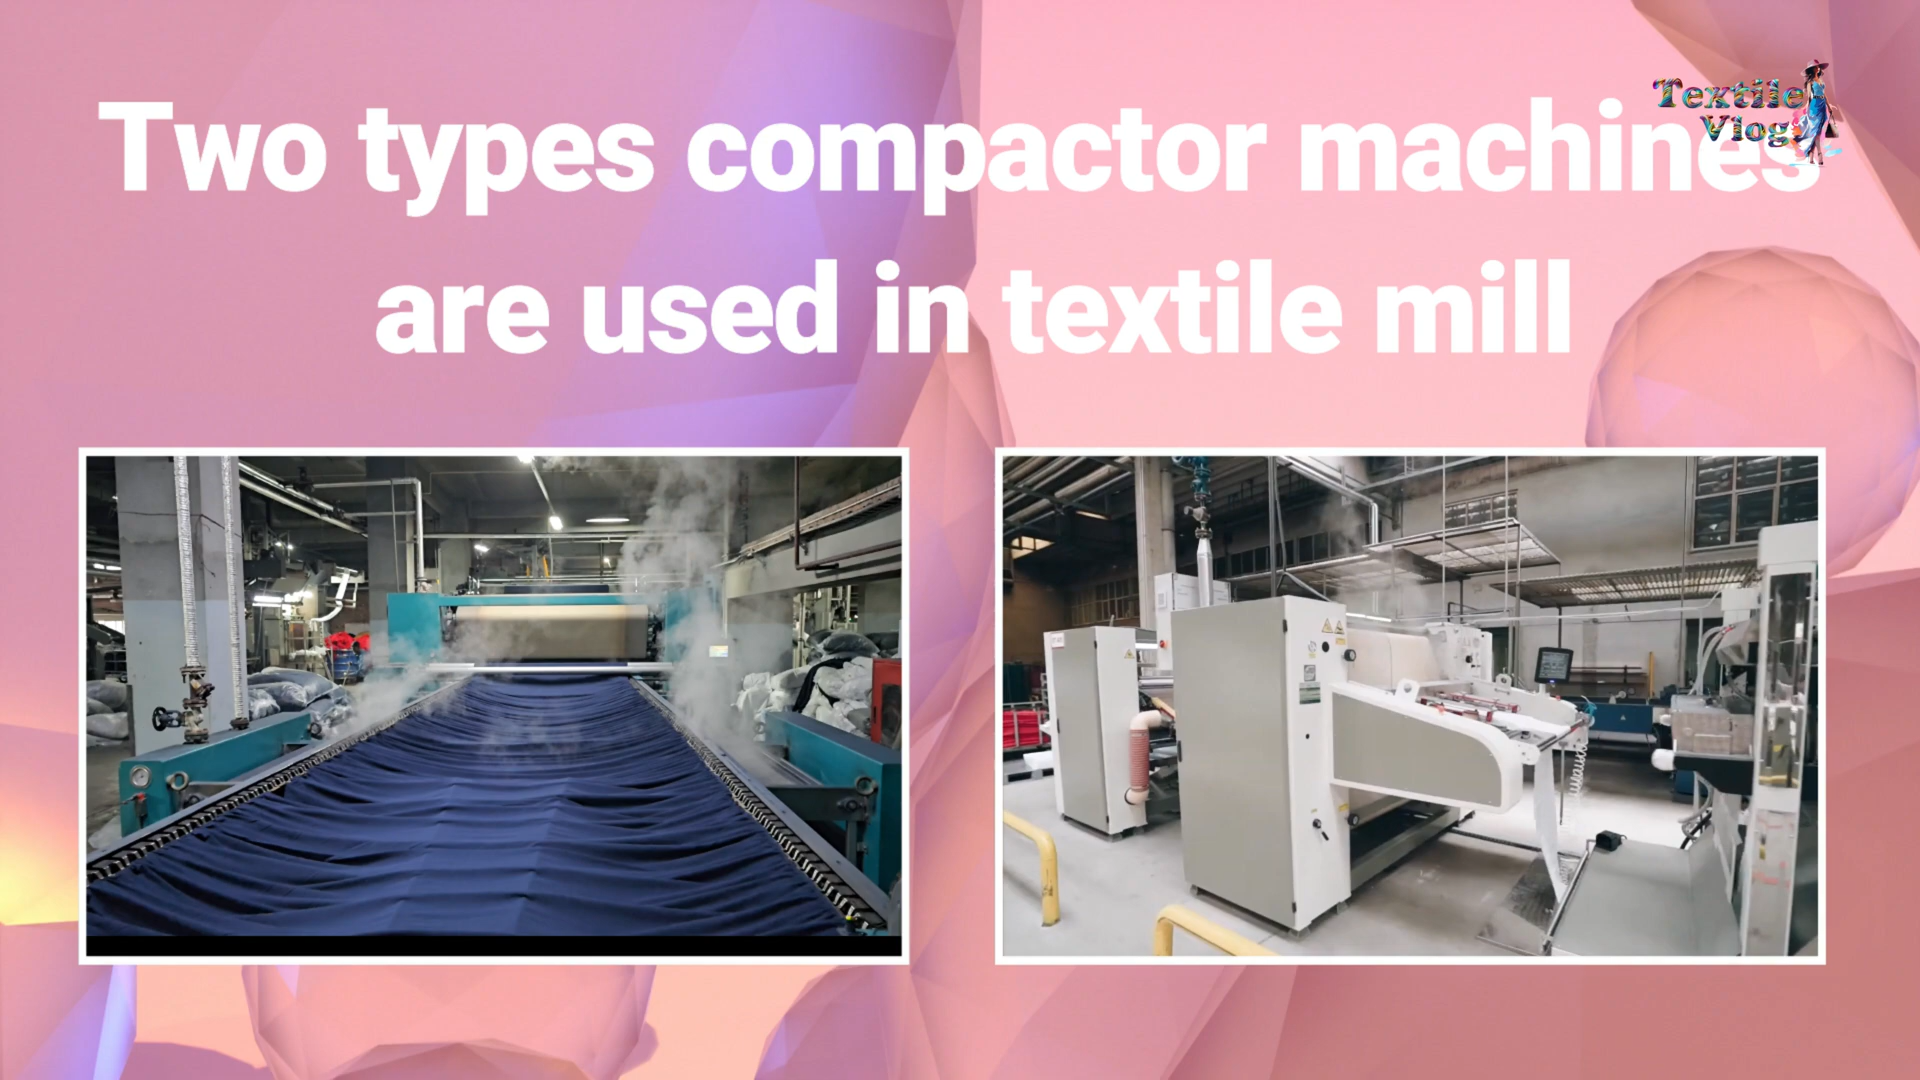 Two types compactor machines
are used in textile mill
Textile
Vlog